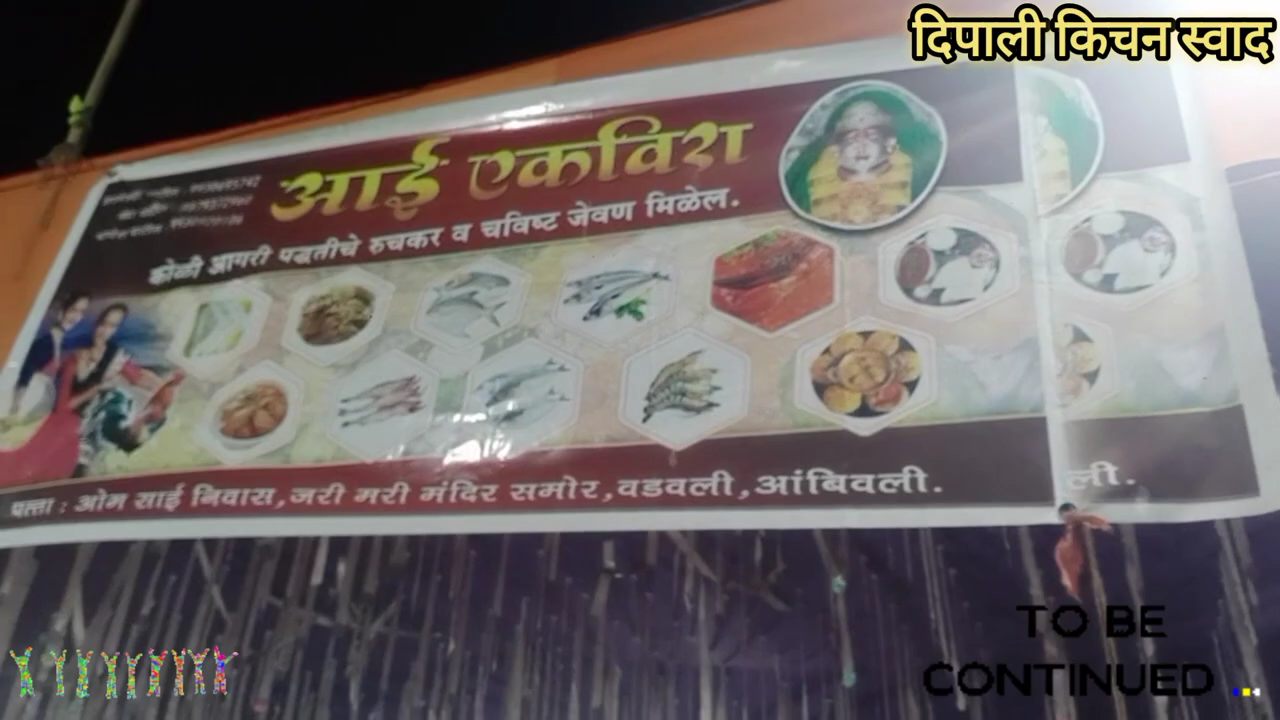 दिपाली किचन स्वाद
आई एकविरा
कोळी आगरी पद्धतीचे रुचकर व चविष्ट जेवण मिळेल.
पत्ता : ओम साई निवास, जरी मरी मंदिर समोर, वडवली, आंबिवली.
ली.
TO BE
CONTINUED